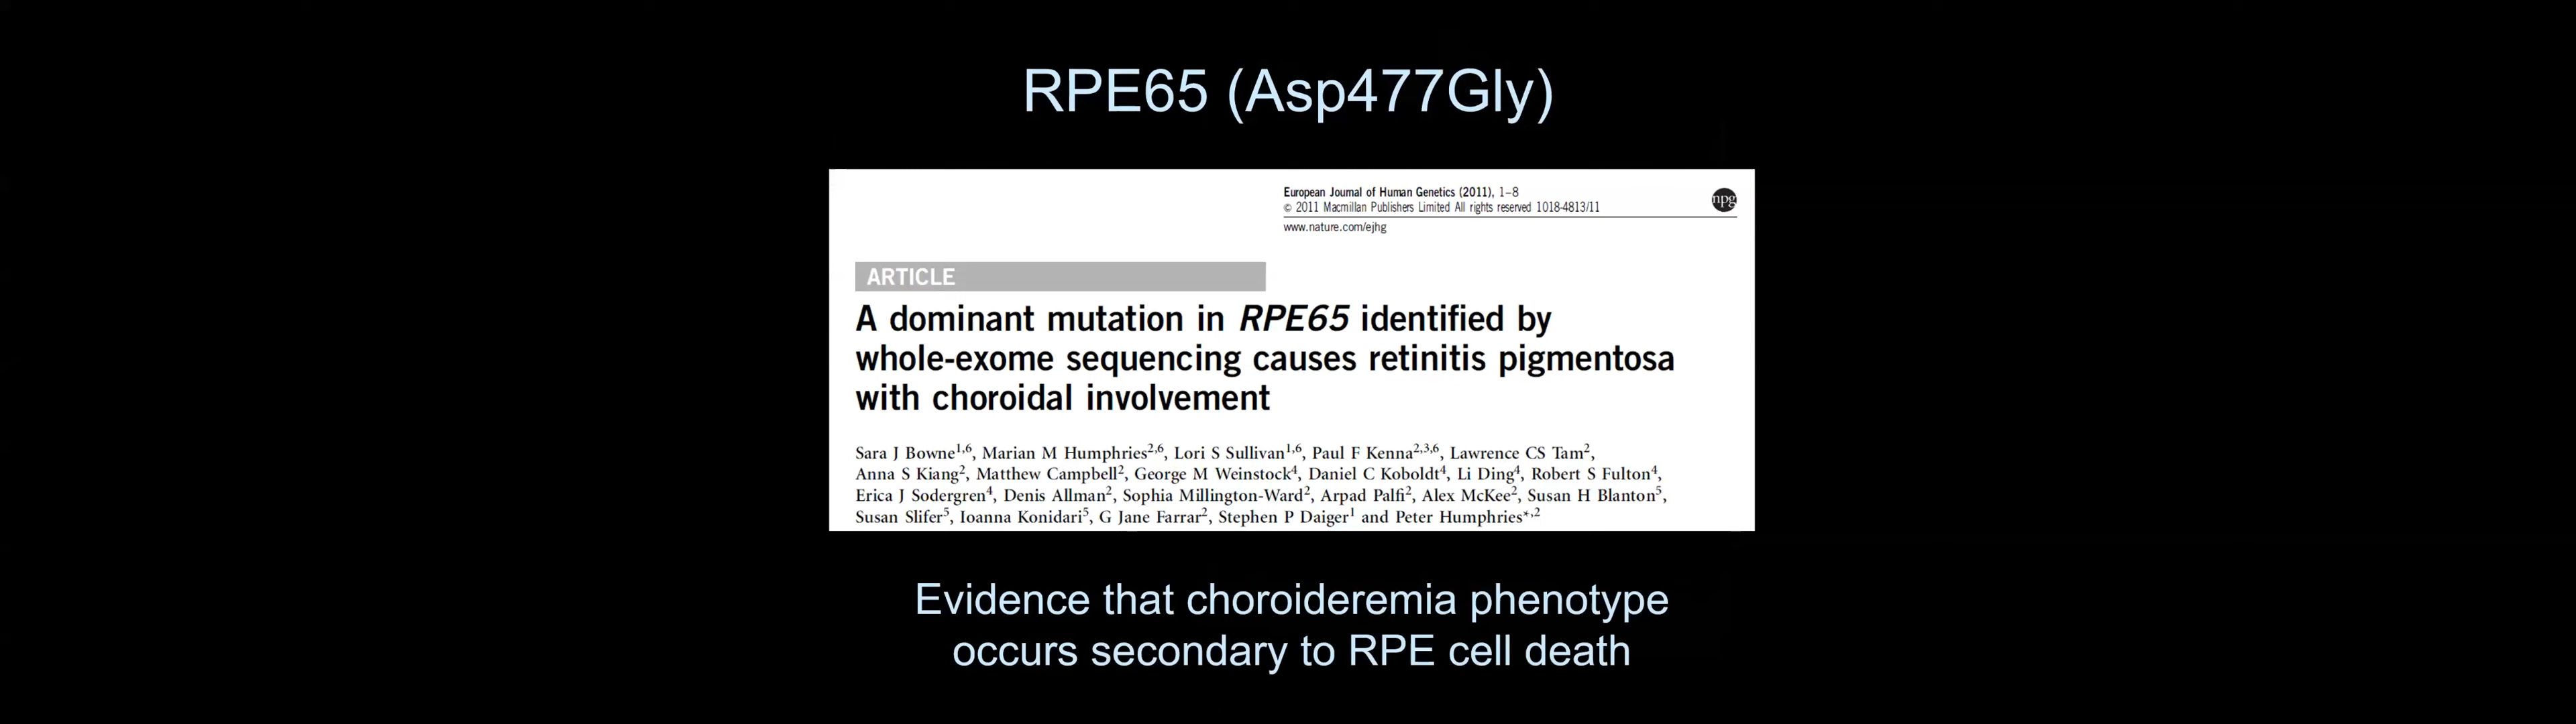 RPE65 (Asp477Gly)
European Journal of Human Genetics (2011), 1–8
© 2011 Macmillan Publishers Limited All rights reserved 1018-4813/11
npg
www.nature.com/ejhg
ARTICLE
A dominant mutation in RPE65 identified by
whole-exome sequencing causes retinitis pigmentosa
with choroidal involvement
Sara J Bowne1,6, Marian M Humphries2,6, Lori S Sullivan1,6, Paul F Kenna2,3,6, Lawrence CS Tam2,
Anna S Kiang2, Matthew Campbell2, George M Weinstock4, Daniel C Koboldt4, Li Ding4, Robert S Fulton4,
Erica J Sodergren4, Denis Allman2, Sophia Millington-Ward2, Arpad Palfi2, Alex McKee2, Susan H Blanton5,
Susan Slifer5, Ioanna Konidari5, G Jane Farrar2, Stephen P Daiger1 and Peter Humphries*,2
Evidence that choroideremia phenotype
occurs secondary to RPE cell death